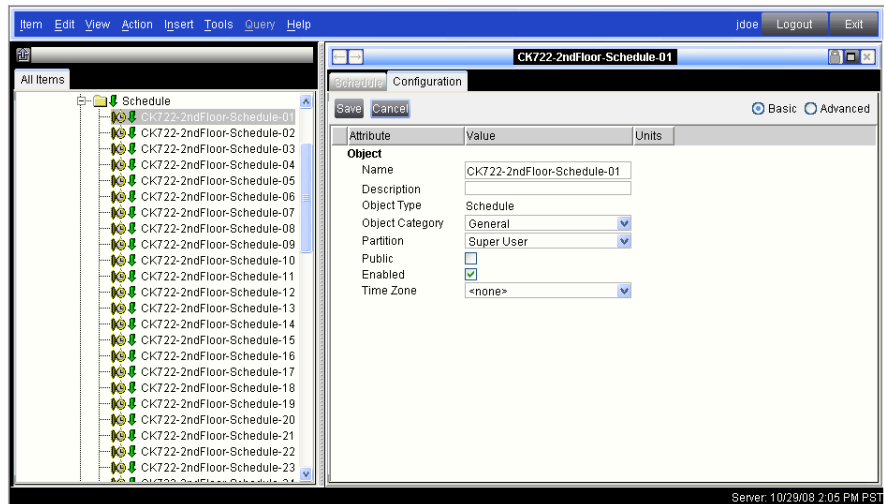 Item Edit View Action Insert Tools Query Help
jdoe Logout Exit
All Items
Schedule
CK722-2ndFloor-Schedule-01
CK722-2ndFloor-Schedule-02
CK722-2ndFloor-Schedule-03
CK722-2ndFloor-Schedule-04
CK722-2ndFloor-Schedule-05
CK722-2ndFloor-Schedule-06
CK722-2ndFloor-Schedule-07
CK722-2ndFloor-Schedule-08
CK722-2ndFloor-Schedule-09
CK722-2ndFloor-Schedule-10
CK722-2ndFloor-Schedule-11
CK722-2ndFloor-Schedule-12
CK722-2ndFloor-Schedule-13
CK722-2ndFloor-Schedule-14
CK722-2ndFloor-Schedule-15
CK722-2ndFloor-Schedule-16
CK722-2ndFloor-Schedule-17
CK722-2ndFloor-Schedule-18
CK722-2ndFloor-Schedule-19
CK722-2ndFloor-Schedule-20
CK722-2ndFloor-Schedule-21
CK722-2ndFloor-Schedule-22
CK722-2ndFloor-Schedule-23
CK722-2ndFloor-Schedule-01
Schedule Configuration
Save Cancel Basic Advanced
Attribute Value Units
Object
Name CK722-2ndFloor-Schedule-01
Description
Object Type Schedule
Object Category General
Partition Super User
Public
Enabled
Time Zone <none>
Server: 10/29/08 2:05 PM PST